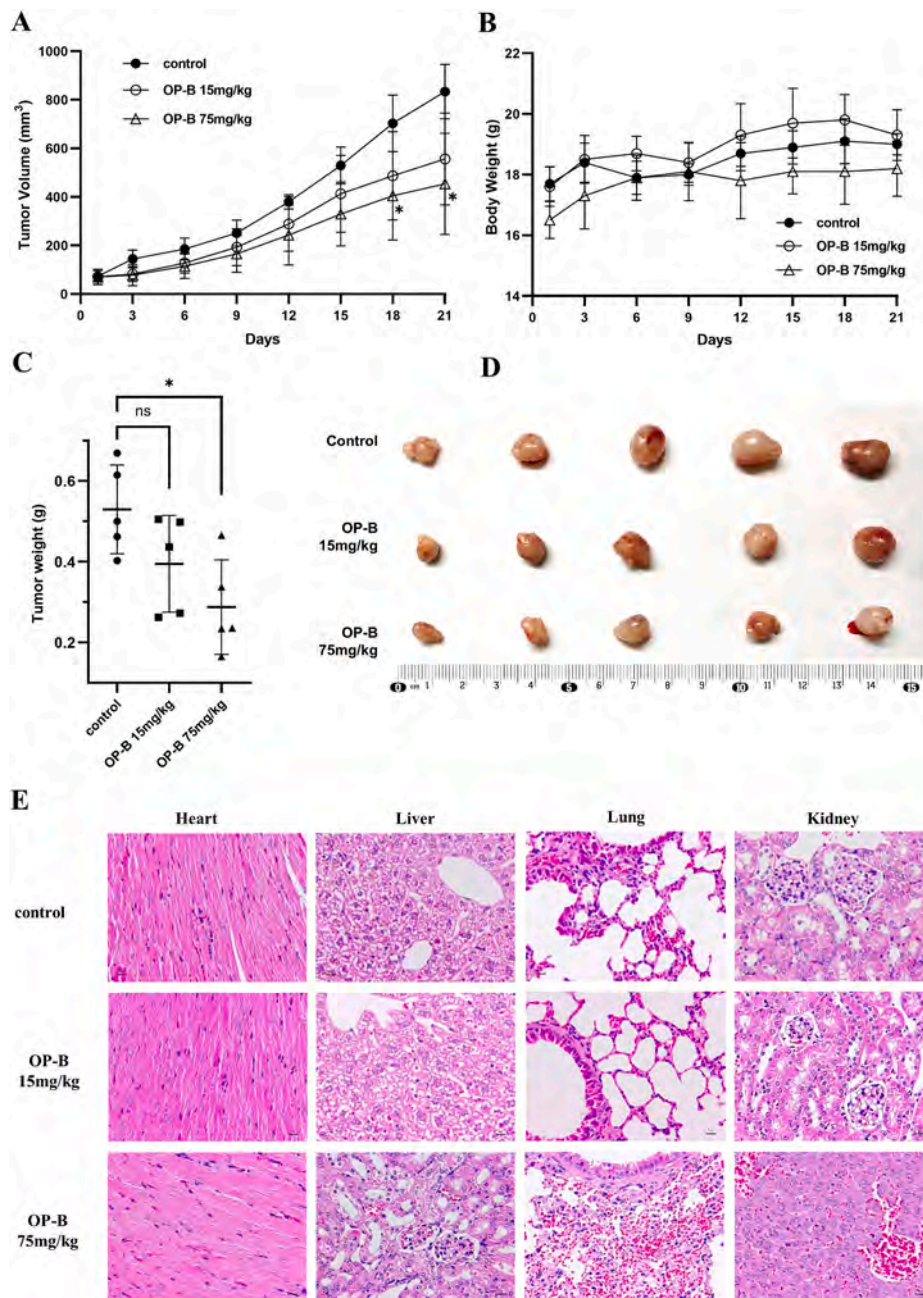 A
1000
800
600
400
200
0
Tumor Volume (mm³)
control
OP-B 15mg/kg
OP-B 75mg/kg
*
*
1
3
6
9
12
15
18
21
Days
B
22
20
18
16
14
Body Weight (g)
control
OP-B 15mg/kg
OP-B 75mg/kg
3
6
9
12
15
18
21
Days
C
*
ns
0.6
0.4
0.2
Tumor weight (g)
control
OP-B 15mg/kg
OP-B 75mg/kg
D
Control
OP-B
15mg/kg
OP-B
75mg/kg
0 cm 1 2 3 4 5 6 7 8 9 10 11 12 13 14 15
E
Heart Liver Lung Kidney
control
OP-B
15mg/kg
OP-B
75mg/kg